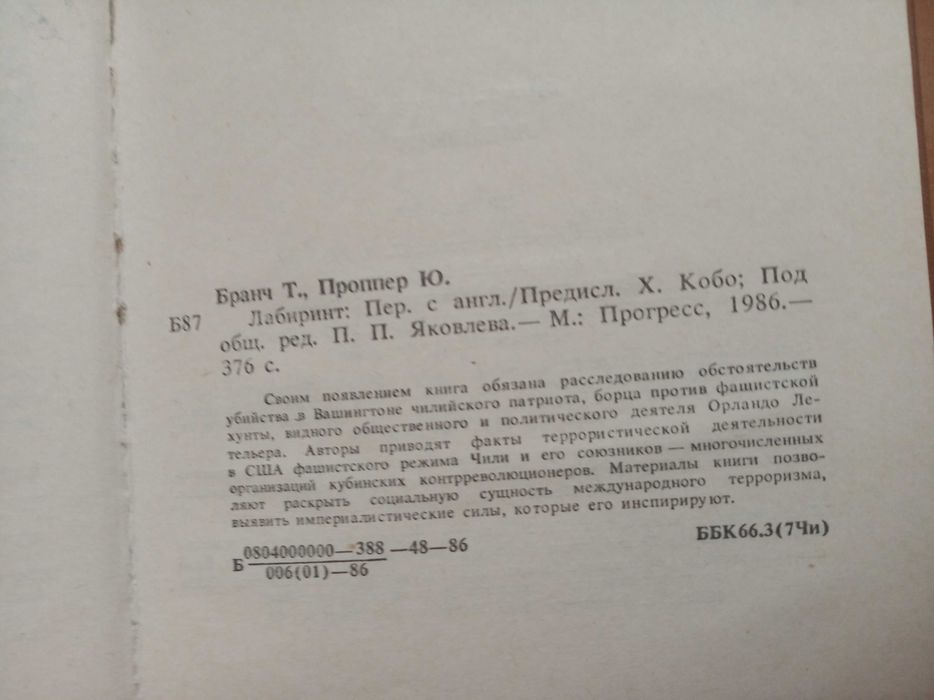 Бранч Т., Проппер Ю.
Б87 Лабиринт: Пер. с англ./Предисл. Х. Кобо; Под
общ. ред. П. П. Яковлева.— М.: Прогресс, 1986.—
376 с.
Своим появлением книга обязана расследованию обстоятельств
убийства в Вашингтоне чилийского патриота, борца против фашистской
хунты, видного общественного и политического деятеля Орландо Ле-
тельера. Авторы приводят факты террористической деятельности
в США фашистского режима Чили и его союзников — многочисленных
организаций кубинских контрреволюционеров. Материалы книги позво-
ляют раскрыть социальную сущность международного терроризма,
выявить империалистические силы, которые его инспирируют.
Б 0804000000—388 —48—86
006(01)—86
ББК66.3(7Чи)